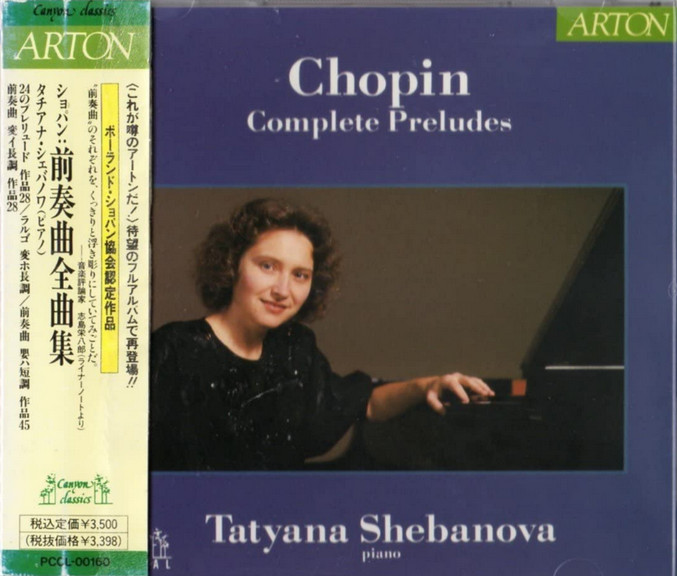 Canyon classics
ARTON
〈これが噂のアートンだ!〉待望のフルアルバムで再登場!!
ポーランド・ショパン協会認定作品
"前奏曲"のそれぞれを、くっきりと浮き彫りにしていてみごとだ。
——音楽評論家 志鳥栄八郎(ライナーノートより)
ショパン:前奏曲全曲集
タチアナ・シェバノワ(ピアノ)
24のプレリュード 作品28/ラルゴ 変ホ長調/前奏曲 嬰ハ短調 作品45
前奏曲 変イ長調 作品28
Canyon
classics
税込定価¥3,500
(税抜価格¥3,398)
PCCL-00160
ARTON
Chopin
Complete Preludes
Tatyana Shebanova
piano